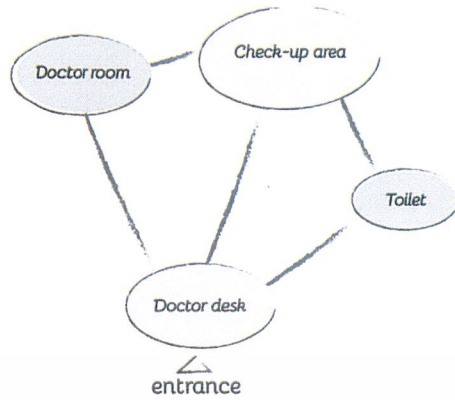 Check-up area
Doctor room
Toilet
Doctor desk
entrance